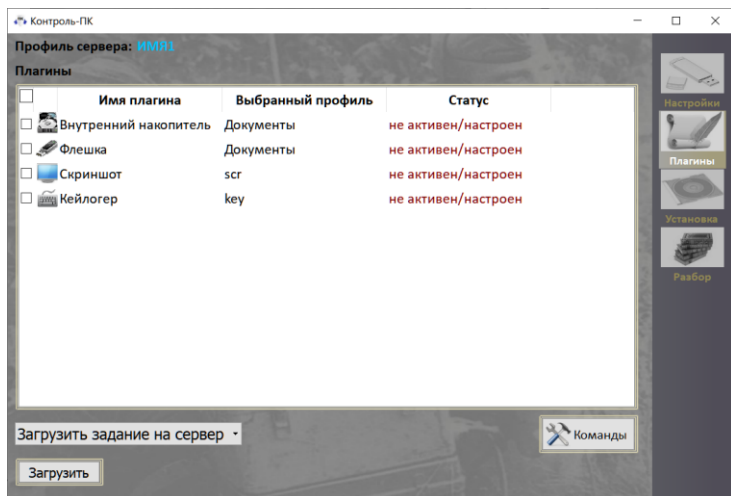 Контроль-ПК
Профиль сервера: ИМЯ1
Плагины
Имя плагина Выбранный профиль Статус
Внутренний накопитель Документы не активен/настроен
Флешка Документы не активен/настроен
Скриншот scr не активен/настроен
Кейлогер key не активен/настроен
Загрузить задание на сервер
Команды
Загрузить
Настройки
Плагины
Установка
Разбор